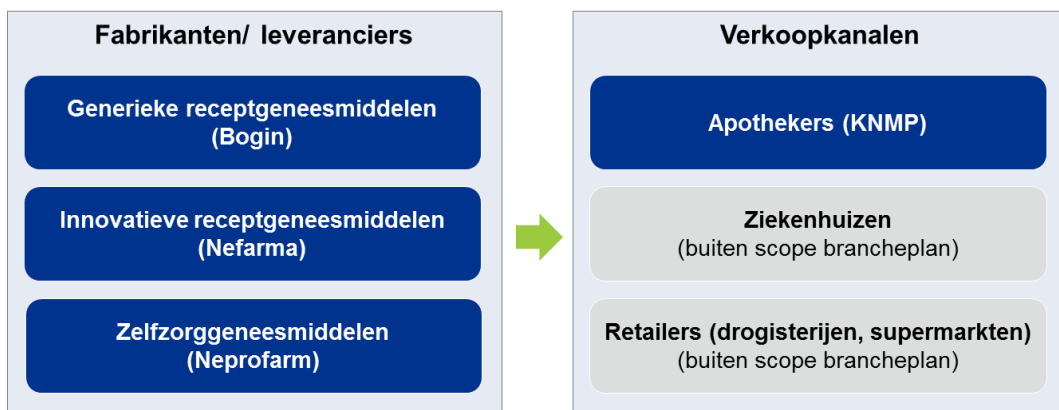 Fabrikanten/ leveranciers
Generieke receptgeneesmiddelen
(Bogin)
Innovatieve receptgeneesmiddelen
(Nefarma)
Zelfzorggeneesmiddelen
(Neprofarm)
Verkoopkanalen
Apothekers (KNMP)
Ziekenhuizen
(buiten scope brancheplan)
Retailers (drogisterijen, supermarkten)
(buiten scope brancheplan)